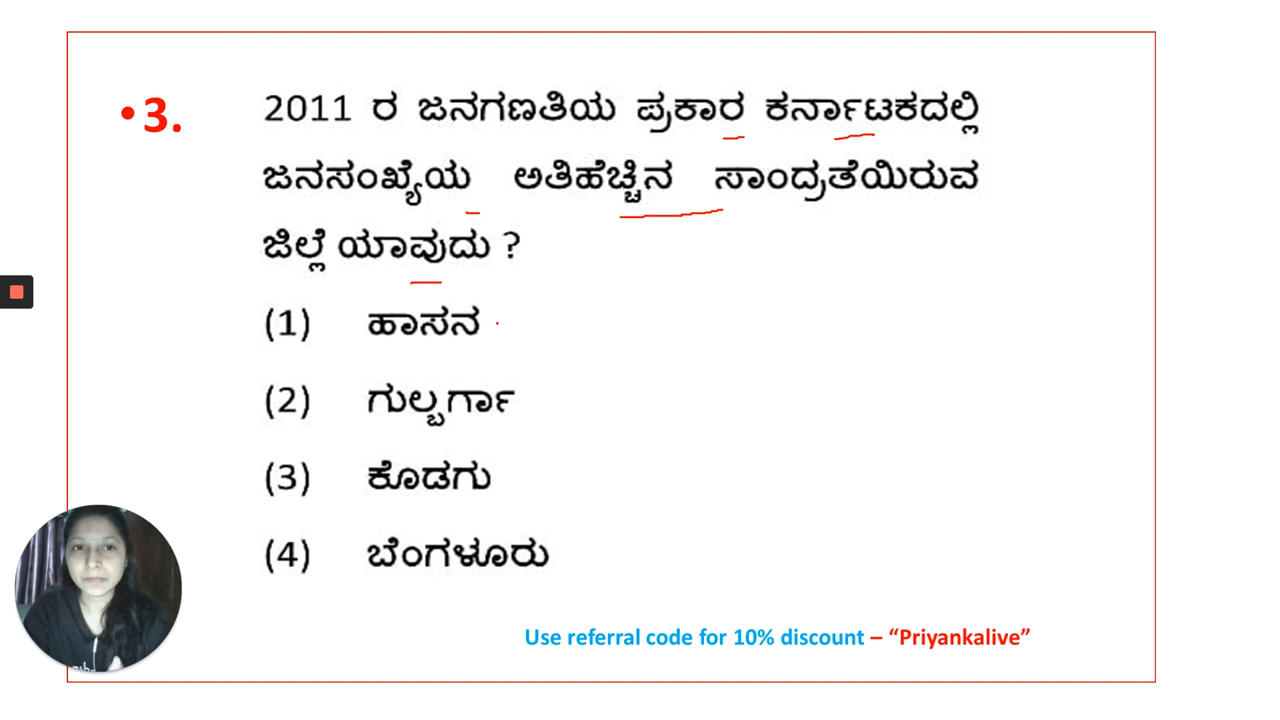 •3.
2011 ರ ಜನಗಣತಿಯ ಪ್ರಕಾರ ಕರ್ನಾಟಕದಲ್ಲಿ
ಜನಸಂಖ್ಯೆಯ ಅತಿಹೆಚ್ಚಿನ ಸಾಂದ್ರತೆಯಿರುವ
ಜಿಲ್ಲೆ ಯಾವುದು ?
(1) ಹಾಸನ
(2) ಗುಲ್ಬರ್ಗಾ
(3) ಕೊಡಗು
(4) ಬೆಂಗಳೂರು
Use referral code for 10% discount – “Priyankalive”